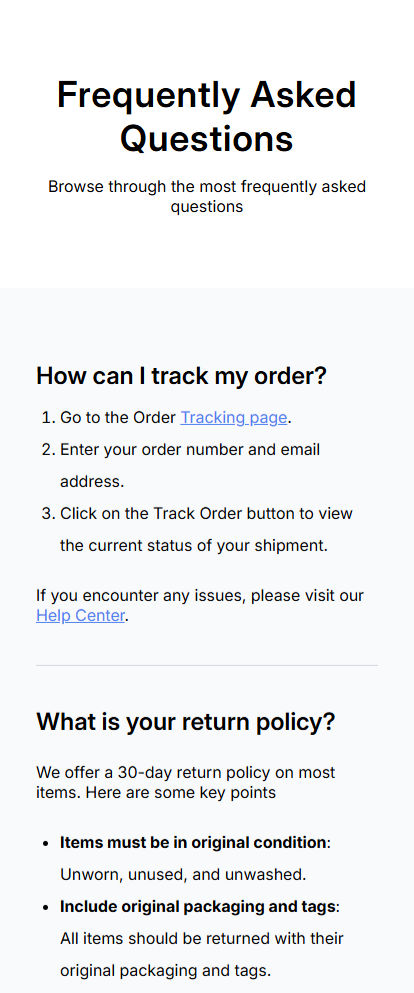 Frequently Asked
Questions
Browse through the most frequently asked
questions
How can I track my order?
1. Go to the Order Tracking page.
2. Enter your order number and email
address.
3. Click on the Track Order button to view
the current status of your shipment.
If you encounter any issues, please visit our
Help Center.
What is your return policy?
We offer a 30-day return policy on most
items. Here are some key points
• Items must be in original condition:
Unworn, unused, and unwashed.
• Include original packaging and tags:
All items should be returned with their
original packaging and tags.